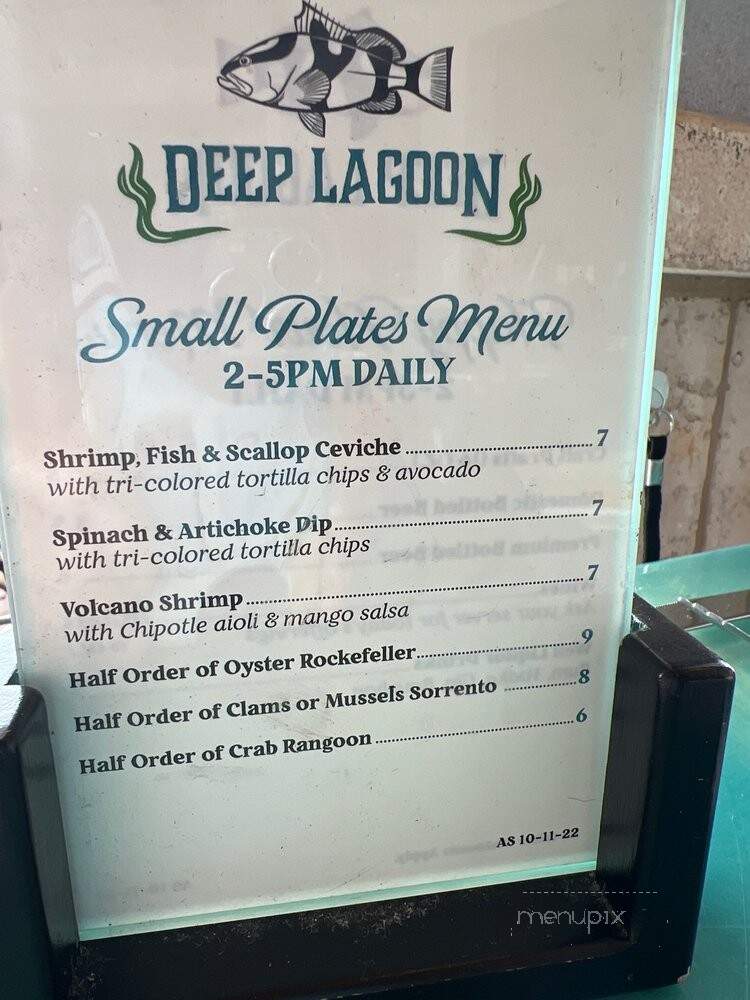 DEEP LAGOON
Small Plates Menu
2-5PM DAILY
Shrimp, Fish & Scallop Ceviche 7
with tri-colored tortilla chips & avocado
Spinach & Artichoke Dip 7
with tri-colored tortilla chips
Volcano Shrimp 7
with Chipotle aioli & mango salsa
Half Order of Oyster Rockefeller 9
Half Order of Clams or Mussels Sorrento 8
Half Order of Crab Rangoon 6
AS 10-11-22
menupix